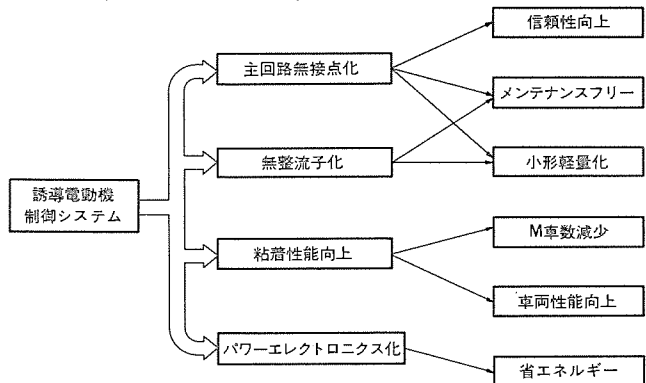 信頼性向上
主回路無接点化
メンテナンスフリー
無整流子化
小形軽量化
誘導電動機
制御システム
M車数減少
粘着性能向上
車両性能向上
パワーエレクトロニクス化
省エネルギー